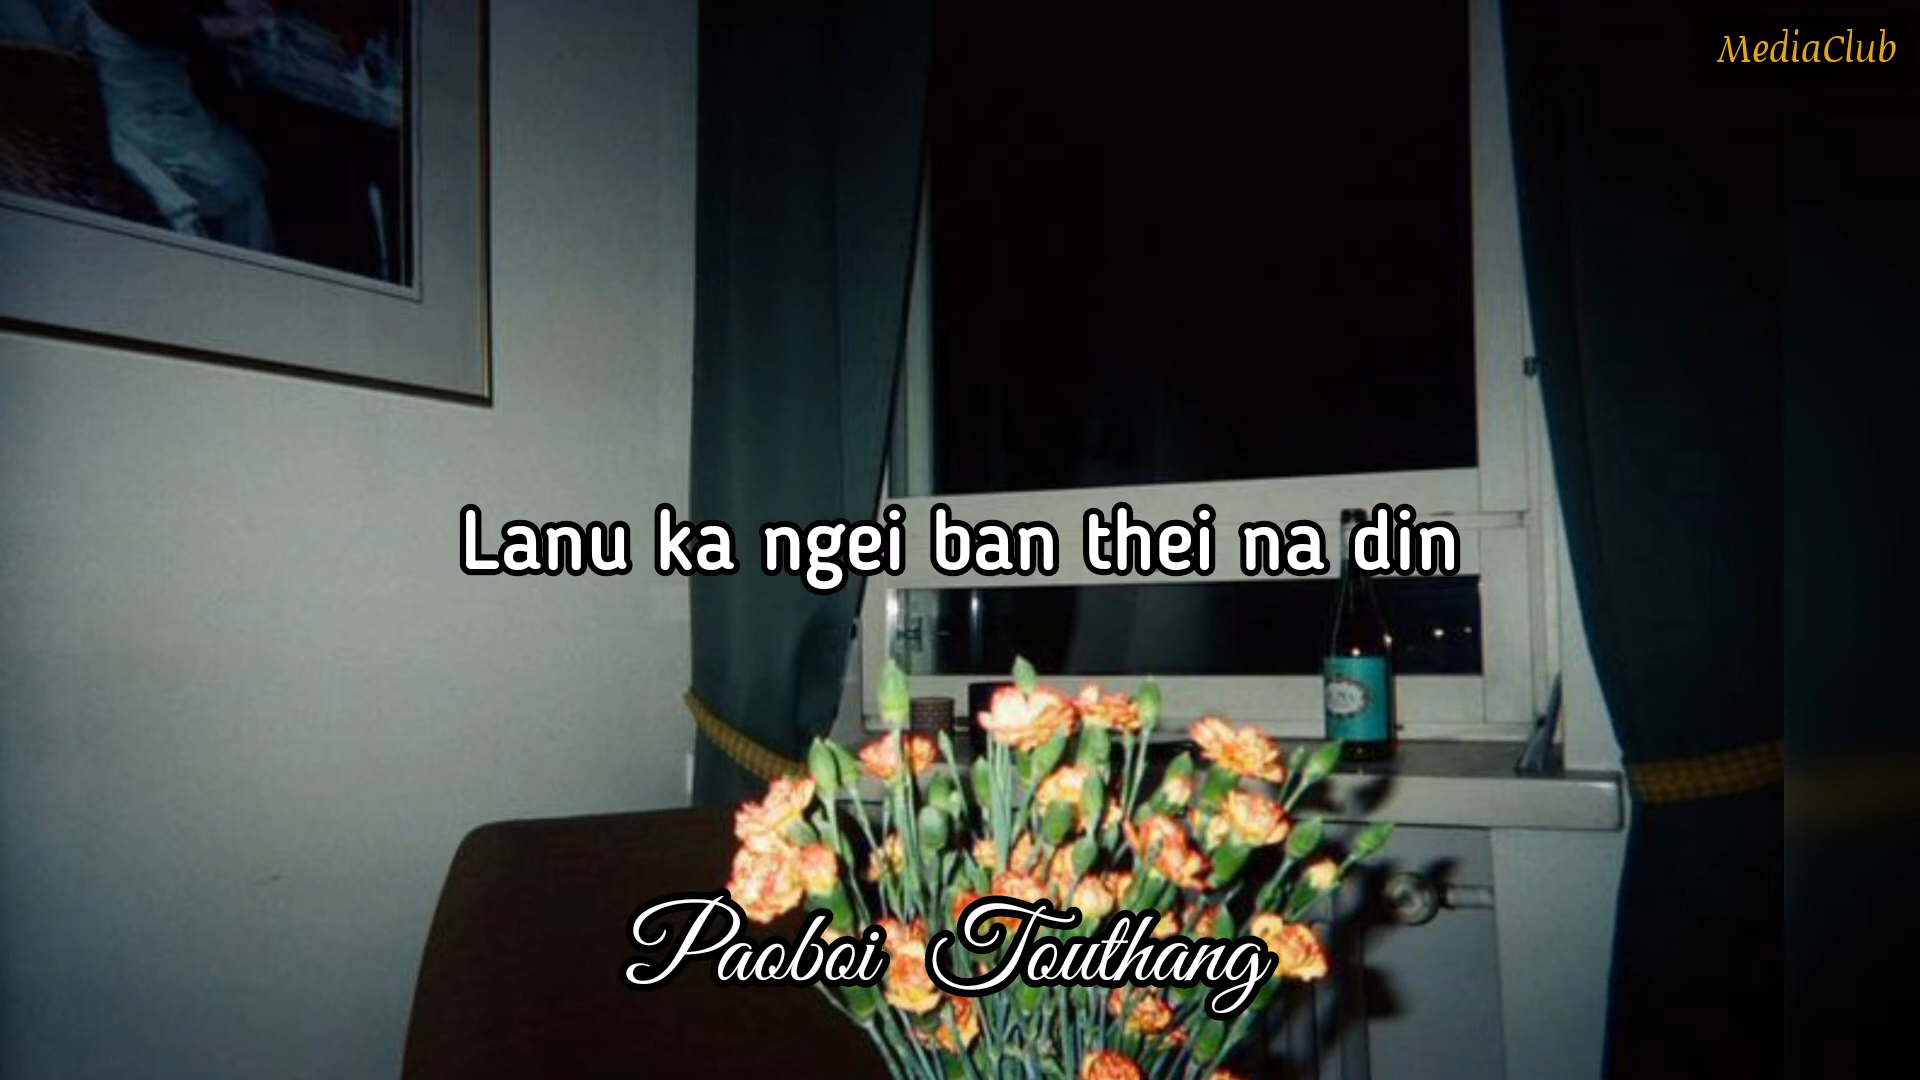 MediaClub
Lanu ka ngei ban thei na din
Paoboi Touthang